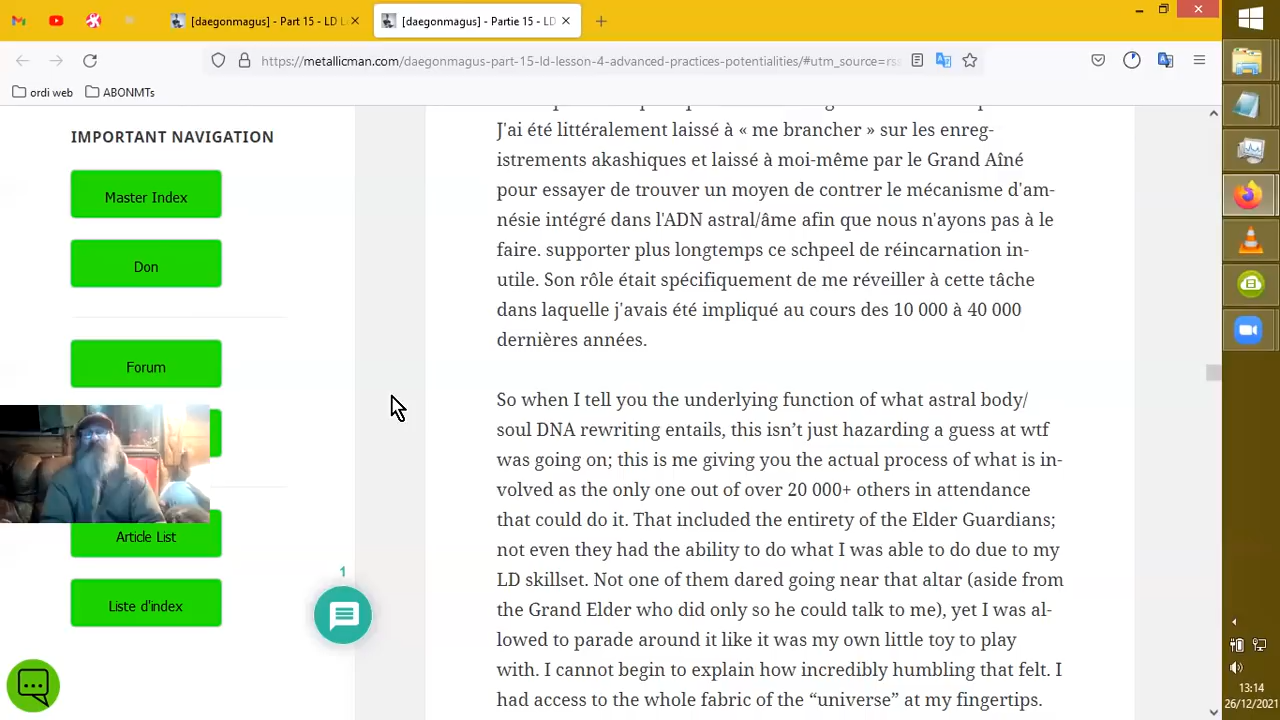 [daegonmagus] - Part 15 - LD L
[daegonmagus] - Partie 15 - LD
https://metallicman.com/daegonmagus-part-15-lesson-4-advanced-practices-potentialities/#utm_source=rss
ordi web
ABONMTs
IMPORTANT NAVIGATION
Master Index
Don
Forum
Article List
Liste d'index
1
J'ai été littéralement laissé à « me brancher » sur les enreg-
istrements akashiques et laissé à moi-même par le Grand Aîné
pour essayer de trouver un moyen de contrer le mécanisme d'am-
nésie intégré dans l'ADN astral/âme afin que nous n'ayons pas à le
faire. supporter plus longtemps ce schpeel de réincarnation in-
utile. Son rôle était spécifiquement de me réveiller à cette tâche
dans laquelle j'avais été impliqué au cours des 10 000 à 40 000
dernières années.
So when I tell you the underlying function of what astral body/
soul DNA rewriting entails, this isn’t just hazarding a guess at wtf
was going on; this is me giving you the actual process of what is in-
volved as the only one out of over 20 000+ others in attendance
that could do it. That included the entirety of the Elder Guardians;
not even they had the ability to do what I was able to do due to my
LD skillset. Not one of them dared going near that altar (aside from
the Grand Elder who did only so he could talk to me), yet I was al-
lowed to parade around it like it was my own little toy to play
with. I cannot begin to explain how incredibly humbling that felt. I
had access to the whole fabric of the “universe” at my fingertips.
13:14
26/12/2021